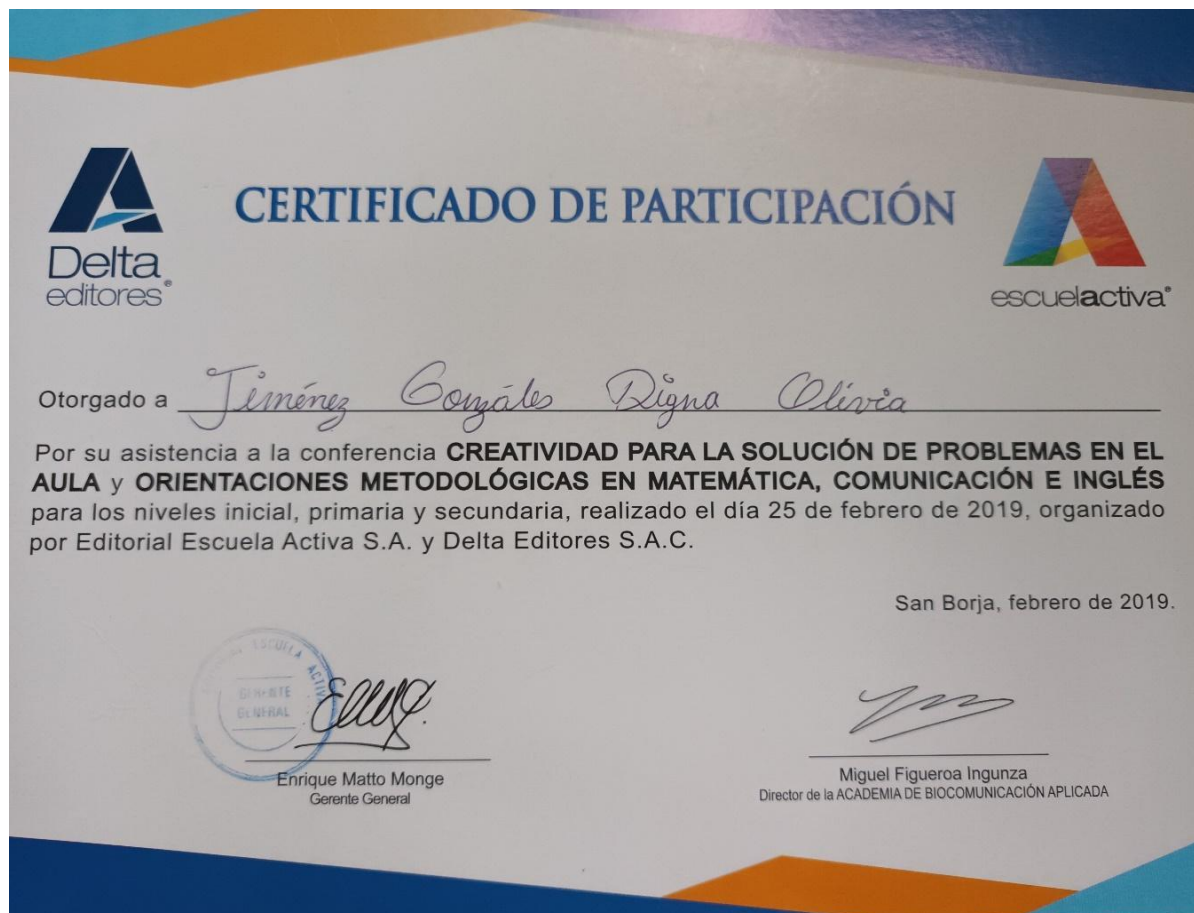 CERTIFICADO DE PARTICIPACIÓN
Delta
editores®
escuelactiva®
Otorgado a Jiménez Gonzáles Digna Olivia
Por su asistencia a la conferencia CREATIVIDAD PARA LA SOLUCIÓN DE PROBLEMAS EN EL
AULA y ORIENTACIONES METODOLÓGICAS EN MATEMÁTICA, COMUNICACIÓN E INGLÉS
para los niveles inicial, primaria y secundaria, realizado el día 25 de febrero de 2019, organizado
por Editorial Escuela Activa S.A. y Delta Editores S.A.C.
San Borja, febrero de 2019.
ESCUELA ACTIVA
GERENTE
GENERAL
Enrique Matto Monge
Gerente General
Miguel Figueroa Ingunza
Director de la ACADEMIA DE BIOCOMUNICACIÓN APLICADA